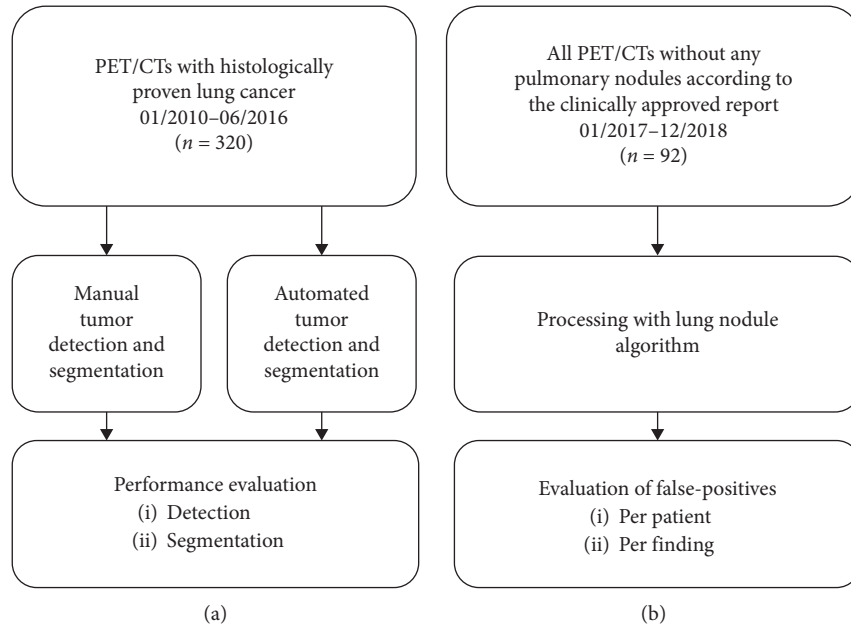 PET/CTs with histologically
proven lung cancer
01/2010–06/2016
(n = 320)
Manual
tumor
detection and
segmentation
Automated
tumor
detection and
segmentation
Performance evaluation
(i) Detection
(ii) Segmentation
(a)
All PET/CTs without any
pulmonary nodules according to
the clinically approved report
01/2017–12/2018
(n = 92)
Processing with lung nodule
algorithm
Evaluation of false-positives
(i) Per patient
(ii) Per finding
(b)